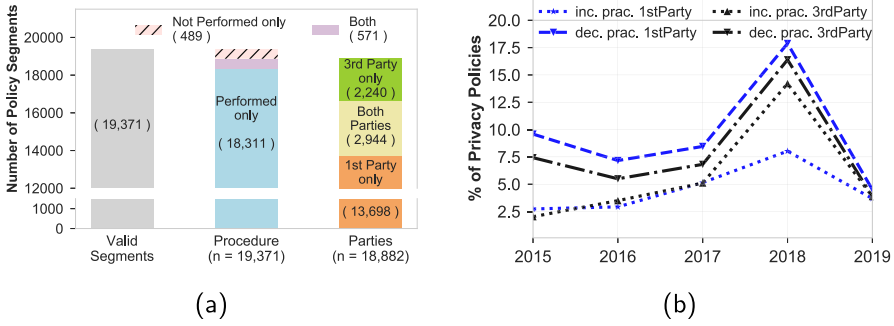 Not Performed only
( 489 )
Both
( 571 )
Number of Policy Segments
20000
18000
16000
14000
12000
1000
0
( 19,371 )
Performed
only
( 18,311 )
3rd Party
only
( 2,240 )
Both
Parties
( 2,944 )
1st Party
only
( 13,698 )
Valid
Segments
Procedure
(n = 19,371)
Parties
(n = 18,882)
(a)
inc. prac. 1stParty
dec. prac. 1stParty
inc. prac. 3rdParty
dec. prac. 3rdParty
% of Privacy Policies
20.0
17.5
15.0
12.5
10.0
7.5
5.0
2.5
2015
2016
2017
2018
2019
(b)